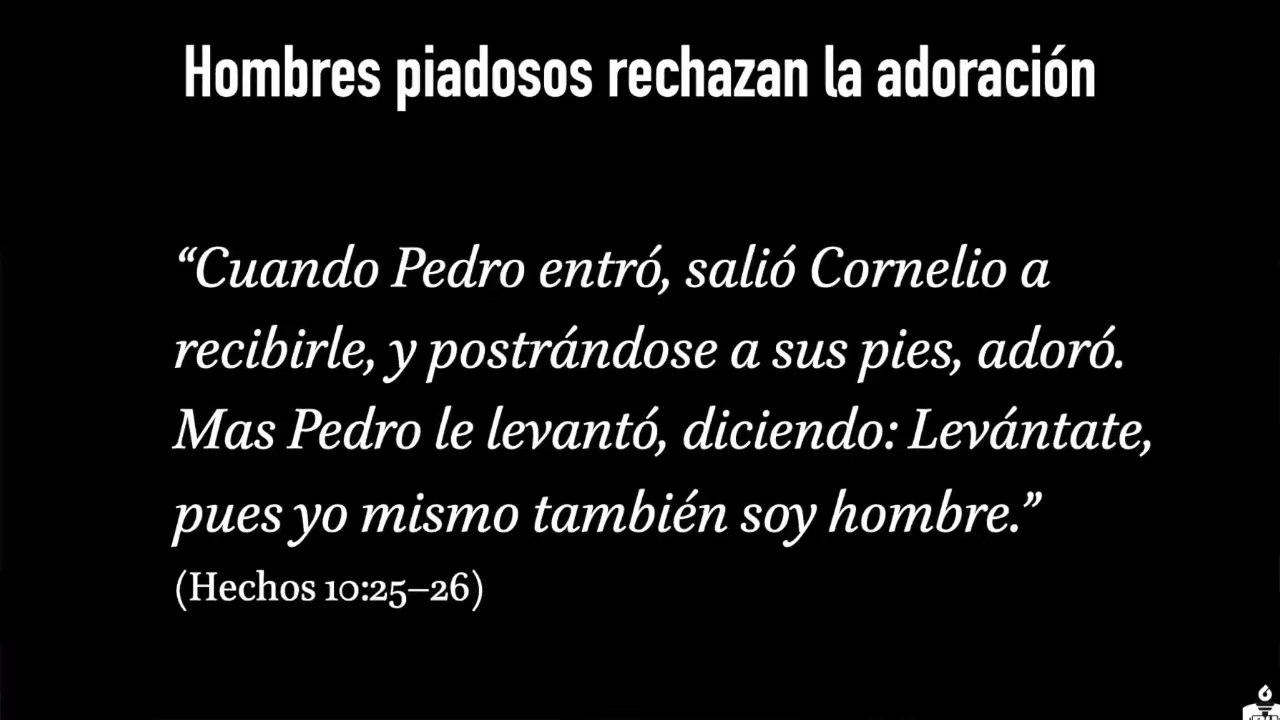 Hombres piadosos rechazan la adoración
“Cuando Pedro entró, salió Cornelio a
recibirle, y postrándose a sus pies, adoró.
Mas Pedro le levantó, diciendo: Levántate,
pues yo mismo también soy hombre.”
(Hechos 10:25–26)